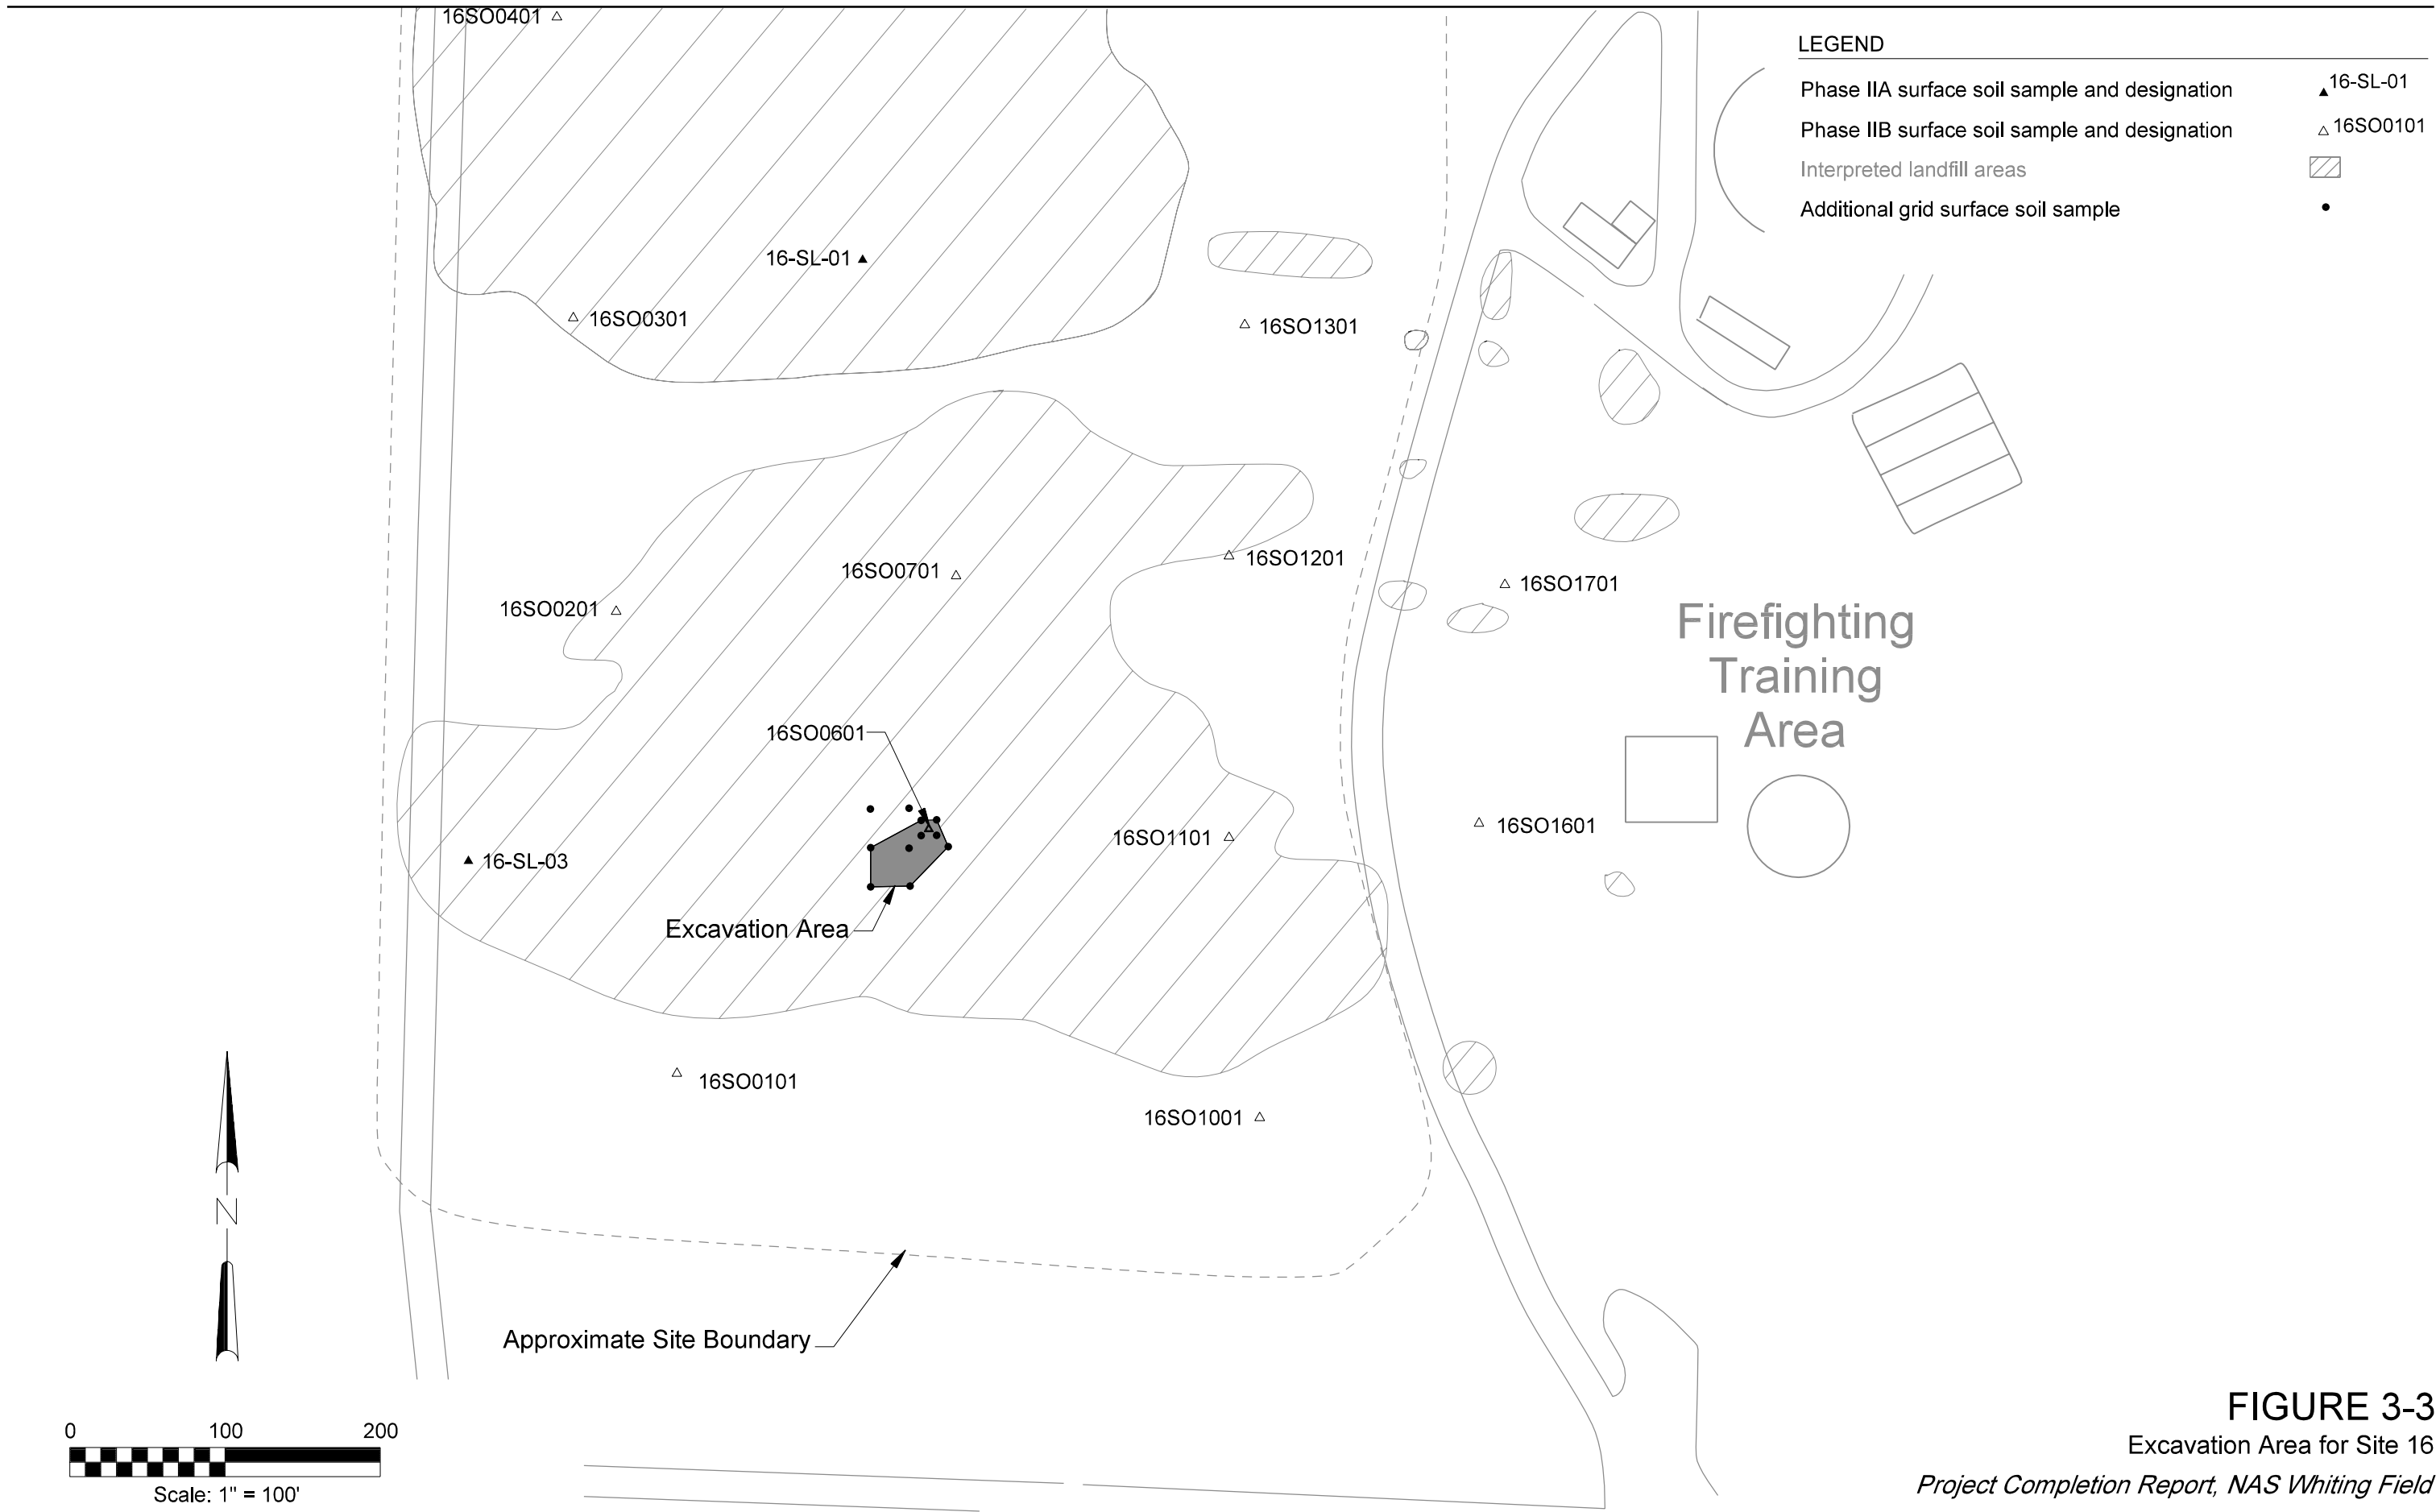 16SO0401
LEGEND
Phase IIA surface soil sample and designation 16-SL-01
Phase IIB surface soil sample and designation 16SO0101
Interpreted landfill areas
Additional grid surface soil sample
16-SL-01
16SO0301
16SO1301
16SO1201
16SO0701
16SO1701
16SO0201
Firefighting
Training
Area
16SO0601
16SO1601
16SO1101
16-SL-03
Excavation Area
16SO0101
16SO1001
N
Approximate Site Boundary
0 100 200
Scale: 1" = 100'
FIGURE 3-3
Excavation Area for Site 16
Project Completion Report, NAS Whiting Field